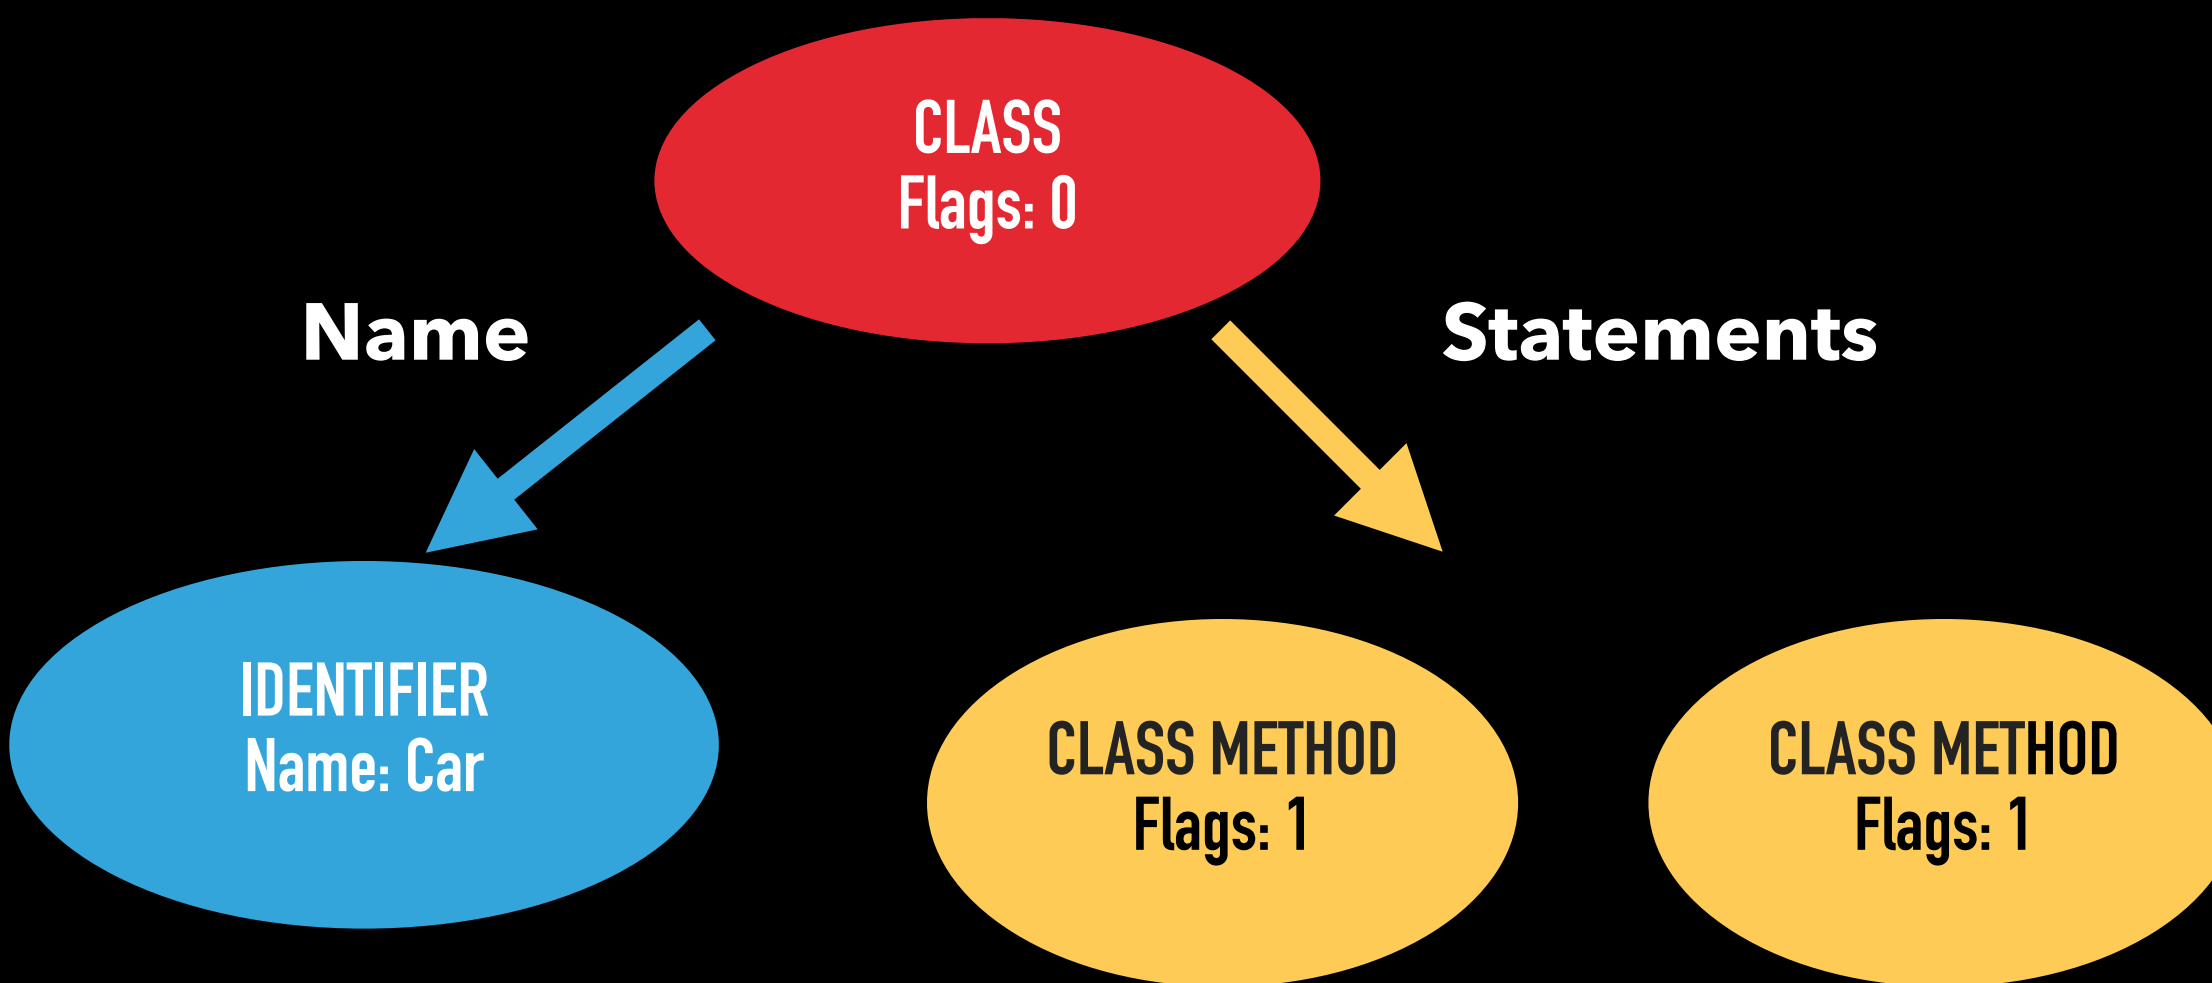 CLASS
Flags: 0
Name
Statements
IDENTIFIER
Name: Car
CLASS METHOD
Flags: 1
CLASS METHOD
Flags: 1